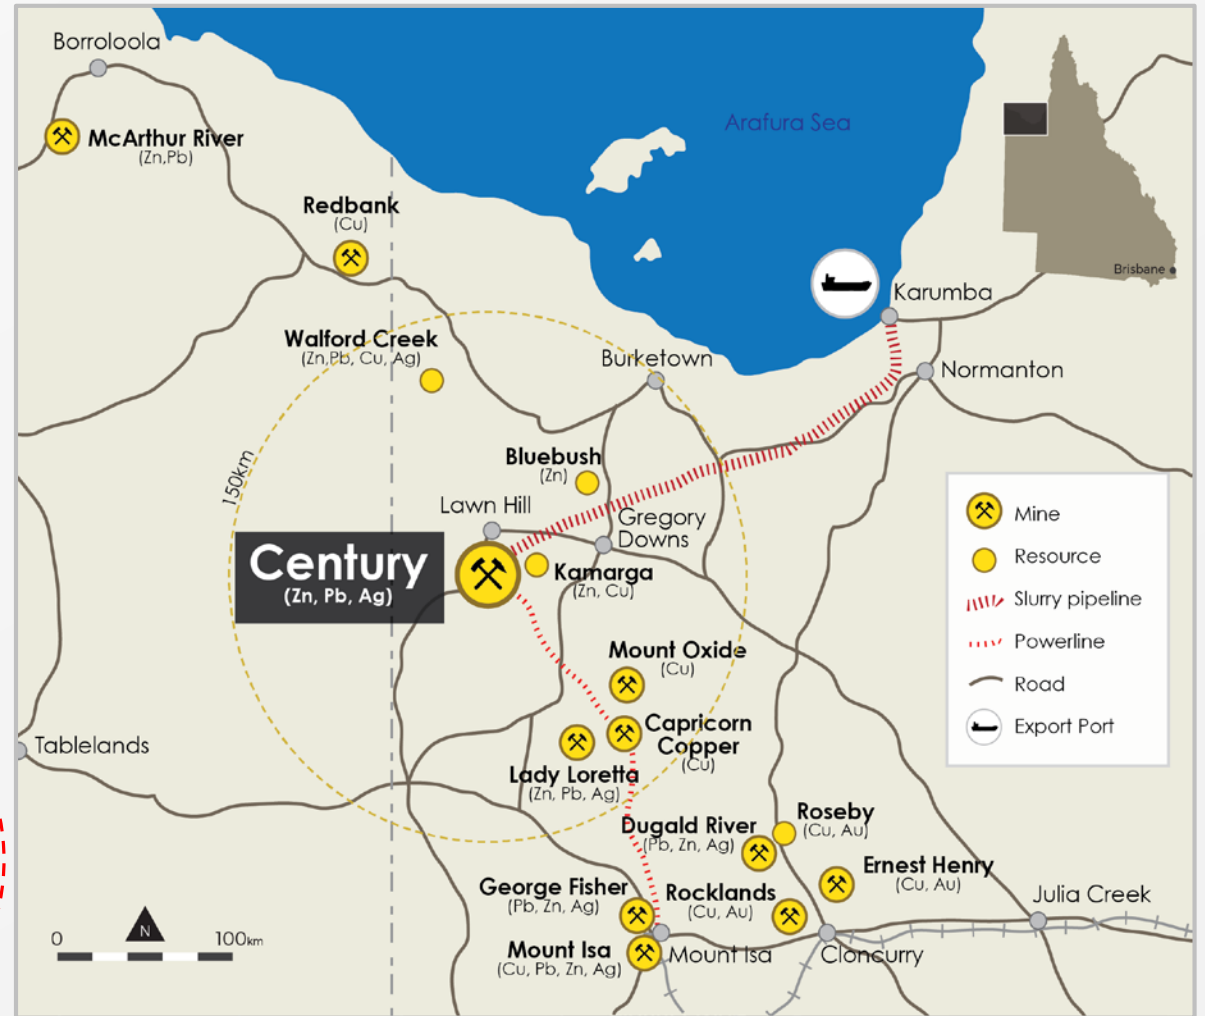 Borroloola
McArthur River
(Zn,Pb)
Arafura Sea
Redbank
(Cu)
Brisbane
Karumba
Walford Creek
(Zn,Pb, Cu, Ag)
Burketown
Normanton
150km
Bluebush
(Zn)
Lawn Hill
Gregory
Downs
Century
(Zn, Pb, Ag)
Kamarga
(Zn, Cu)
Mine
Resource
Slurry pipeline
Powerline
Road
Export Port
Mount Oxide
(Cu)
Capricorn
Copper
(Cu)
Tablelands
Lady Loretta
(Zn, Pb, Ag)
Roseby
(Cu, Au)
Dugald River
(Pb, Zn, Ag)
Ernest Henry
(Cu, Au)
George Fisher
(Pb, Zn, Ag)
Rocklands
(Cu, Au)
Julia Creek
N
0 100km
Mount Isa
(Cu, Pb, Zn, Ag)
Mount Isa
Cloncurry